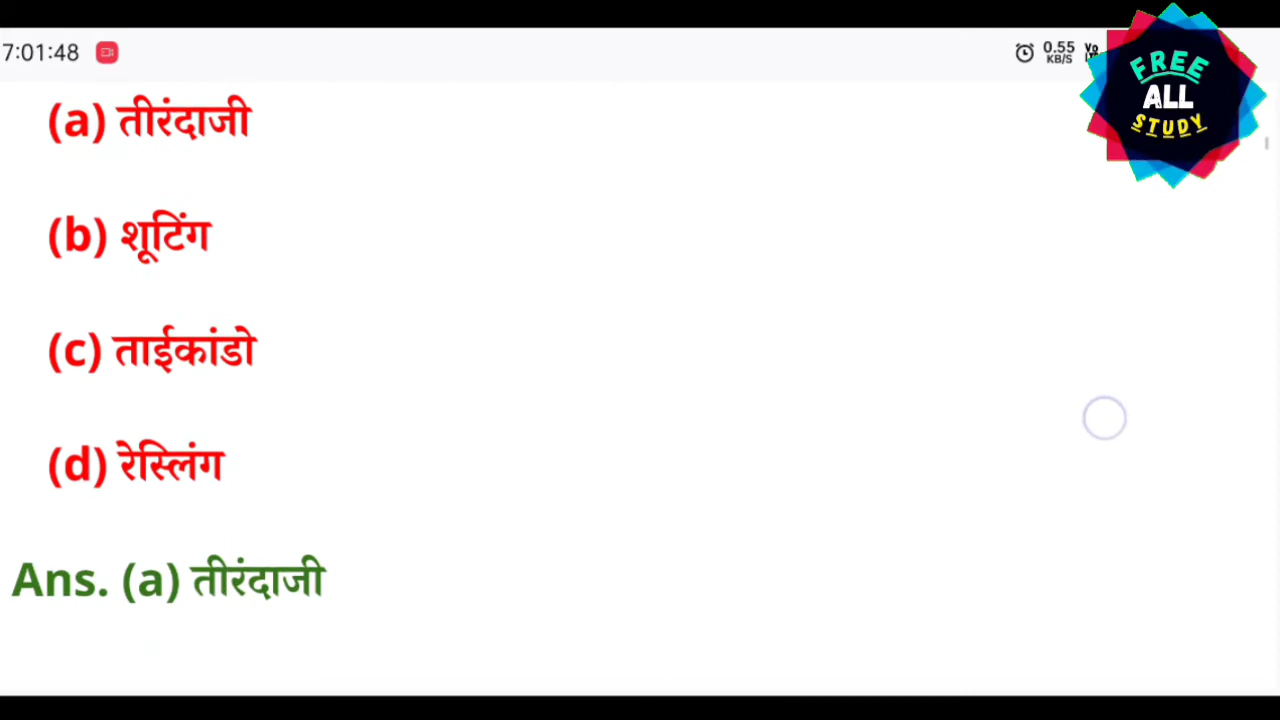 7:01:48
0.55
KB/S
FREE
ALL
STUDY
(a) तीरंदाजी
(b) शूटिंग
(c) ताईकांडो
(d) रेस्लिंग
Ans. (a) तीरंदाजी